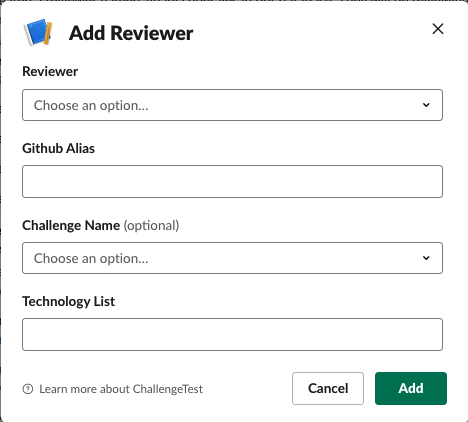 Add Reviewer
Reviewer
Choose an option...
Github Alias
Challenge Name (optional)
Choose an option...
Technology List
Learn more about ChallengeTest
Cancel
Add